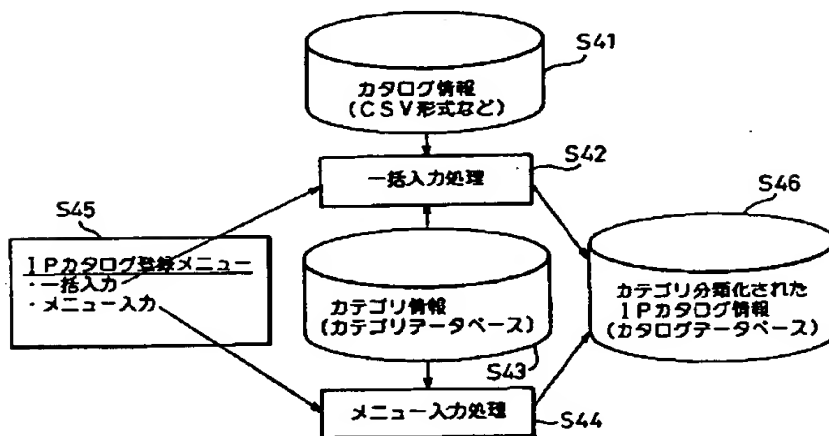 S41
カタログ情報
(CSV形式など)
S42
一括入力処理
S45
IPカタログ登録メニュー
・一括入力
・メニュー入力
S46
カテゴリ情報
(カテゴリデータベース)
カテゴリ分類化された
IPカタログ情報
(カタログデータベース)
S43
メニュー入力処理
S44